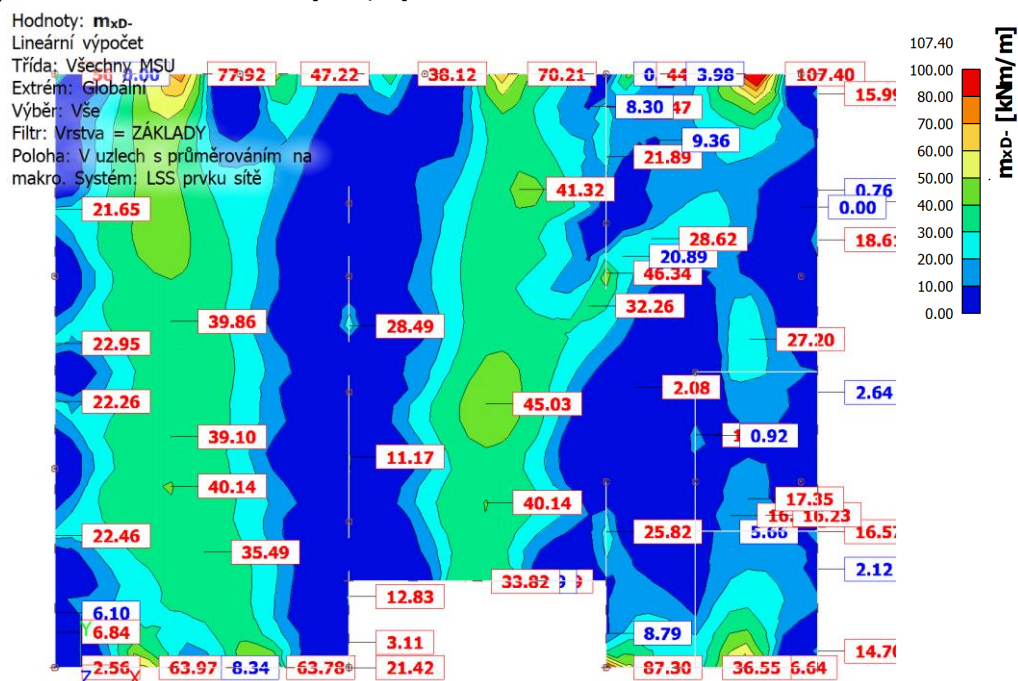 Hodnoty: mxD-
Lineární výpočet
Třída: Všechny MSU
Extrém: Globální
Výběr: Vše
Filtr: Vrstva = ZÁKLADY
Poloha: V uzlech s průměrováním na
makro. Systém: LSS prvku sítě
0.00 77.92 47.22 38.12 70.21 44 3.98 107.40
15.99
8.30 47
9.36
21.89
41.32 0.76
21.65 0.00
28.62 18.61
20.89
46.34
32.26
39.86 28.49
22.95 27.20
2.08 2.64
22.26 45.03
39.10 0.92
11.17
40.14 17.35
40.14 16.23
22.46 25.82 5.66 16.57
35.49
2.12
33.82
12.83
6.10
6.84 8.79
3.11
14.70
2.56 63.97 8.34 63.78 21.42 87.30 36.55 6.64
Y
Z X
107.40
100.00
80.00
70.00
60.00
50.00
40.00
30.00
20.00
10.00
0.00
mxD- [kNm/m]